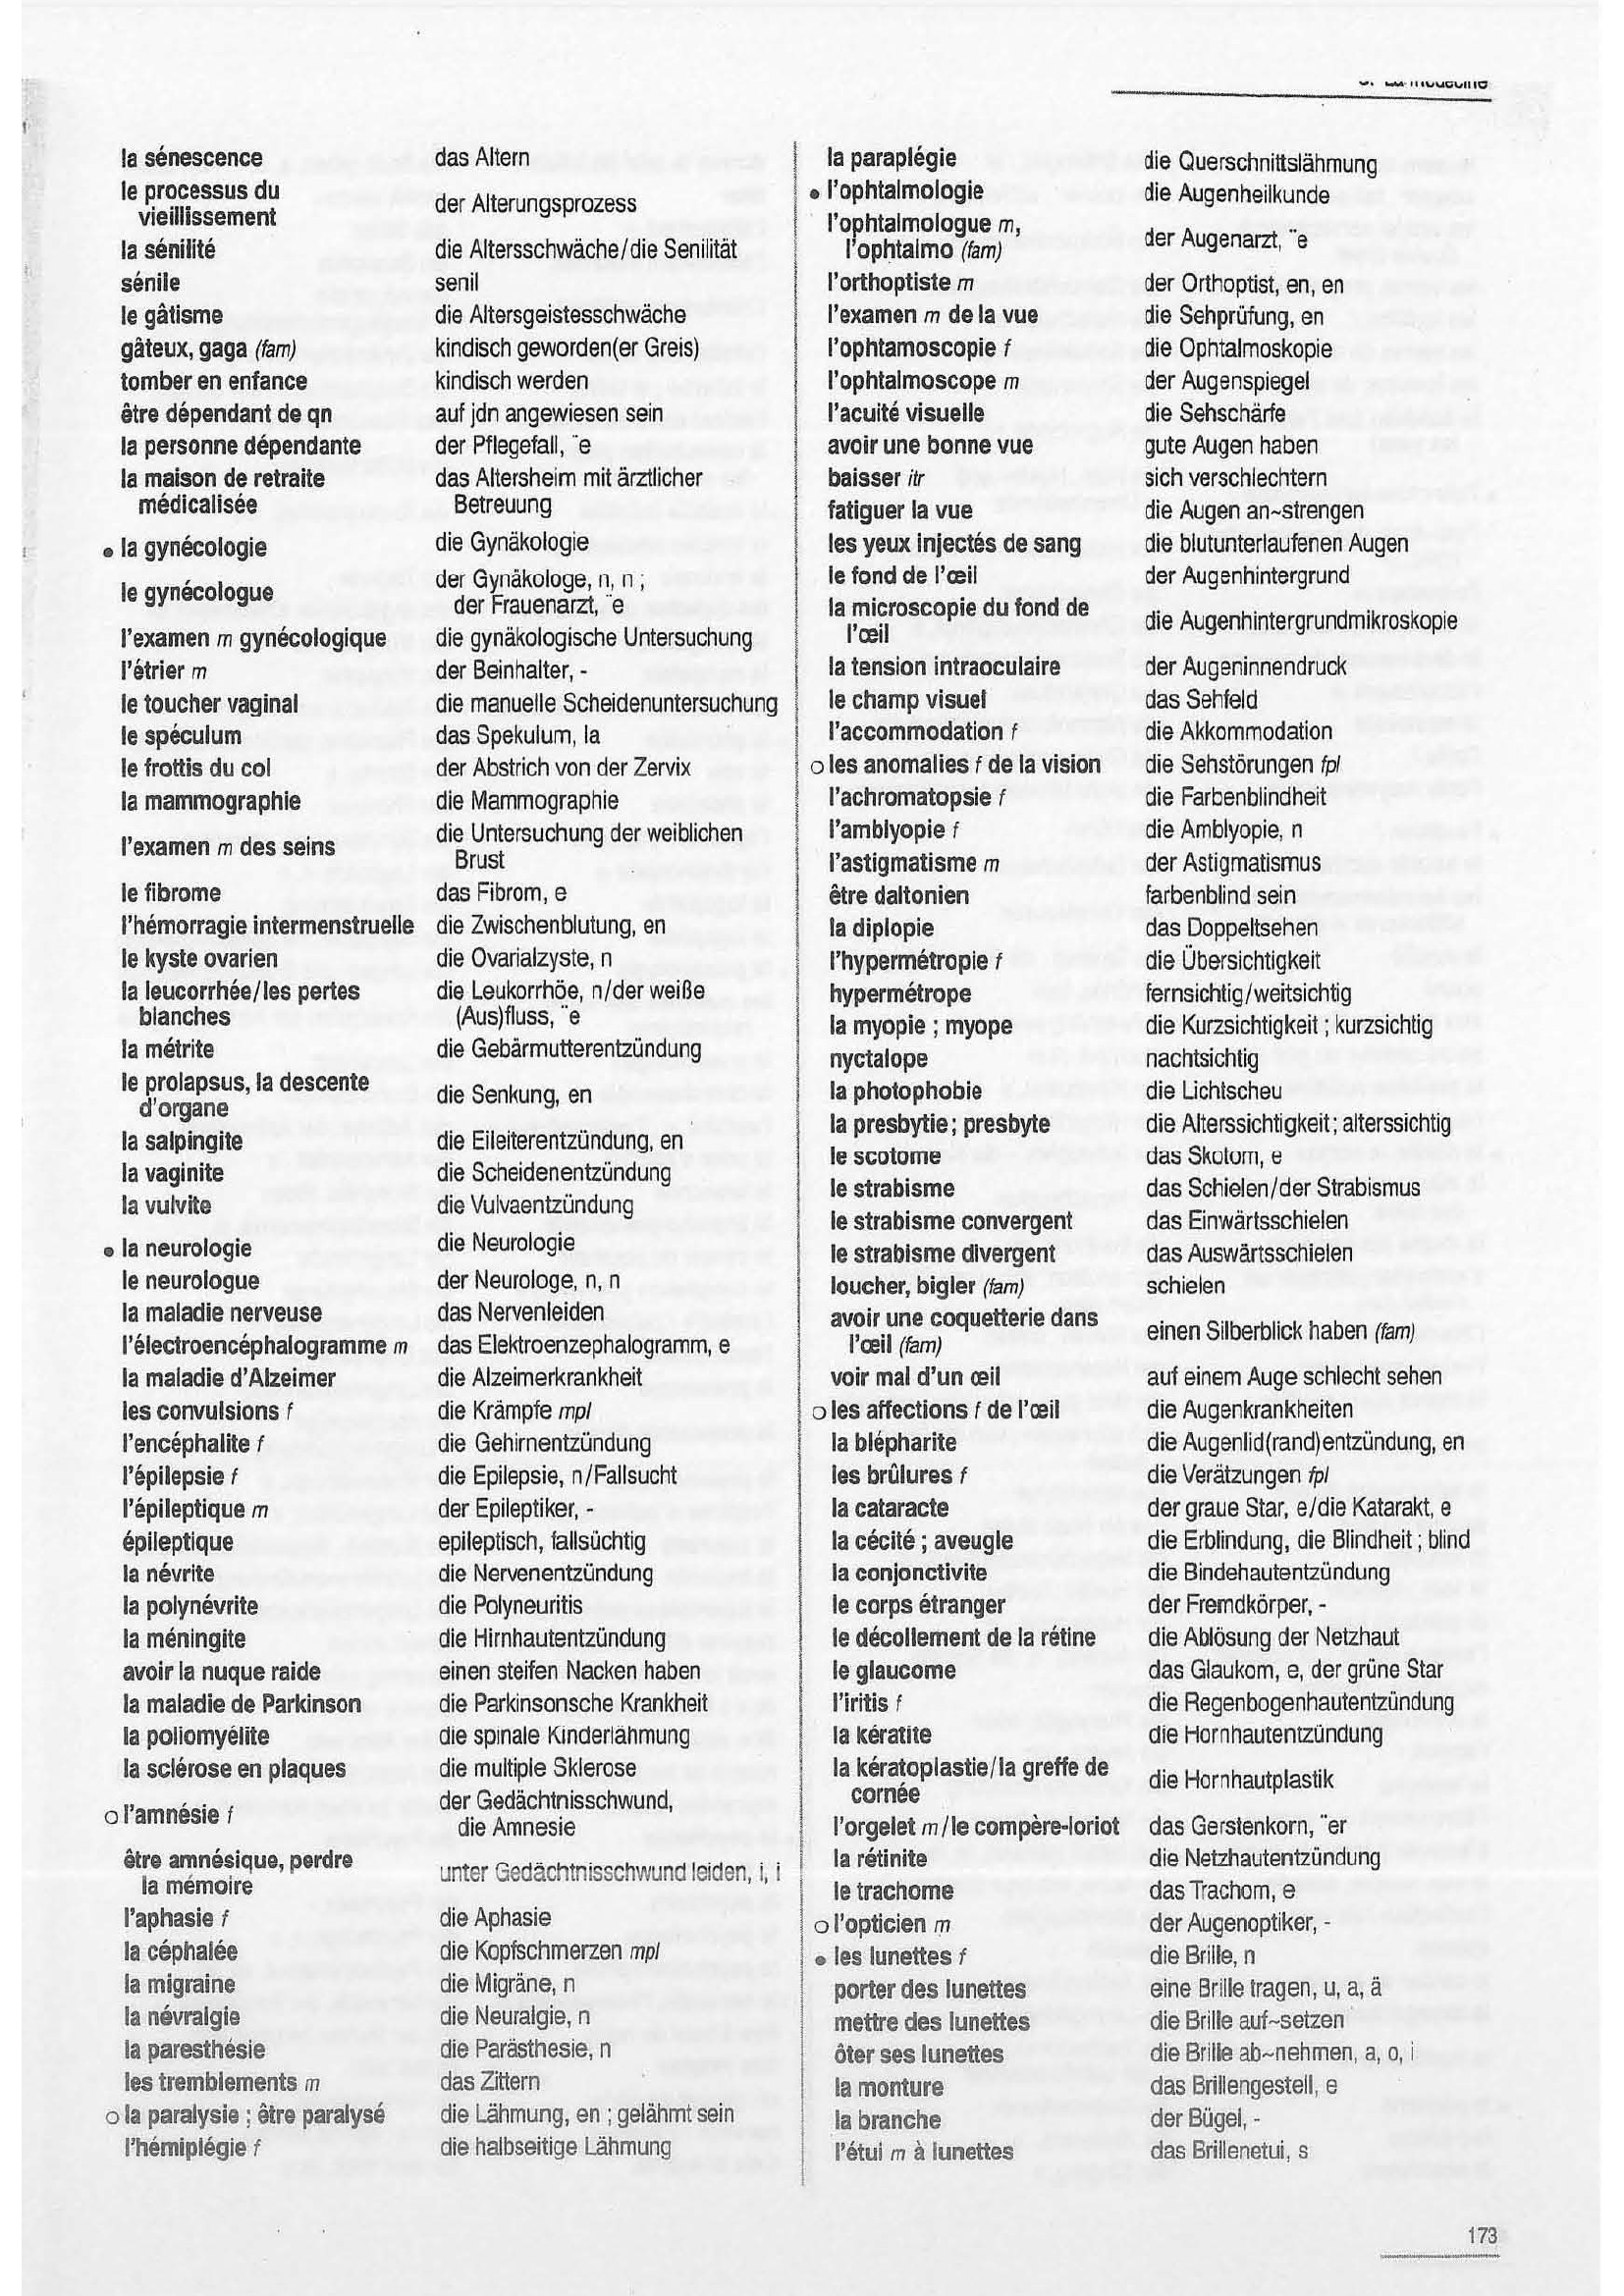 la sénescence das Altern
le processus du
vieillissement der Alterungsprozess
la sénilité die Altersschwäche/die Senilität
sénile senil
le gâtisme die Altersgeistesschwäche
gâteux, gaga (fam) kindisch geworden(er Greis)
tomber en enfance kindisch werden
être dépendant de qn auf jdn angewiesen sein
la personne dépendante der Pflegefall, ¨e
la maison de retraite das Altersheim mit ärztlicher
médicalisée Betreuung
• la gynécologie die Gynäkologie
le gynécologue der Gynäkologe, n, n ;
der Frauenarzt, ¨e
l'examen m gynécologique die gynäkologische Untersuchung
l'étrier m der Beinhalter, -
le toucher vaginal die manuelle Scheidenuntersuchung
le spéculum das Spekulum, la
le frottis du col der Abstrich von der Zervix
la mammographie die Mammographie
l'examen m des seins die Untersuchung der weiblichen
Brust
le fibrome das Fibrom, e
l'hémorragie intermenstruelle die Zwischenblutung, en
le kyste ovarien die Ovarialzyste, n
la leucorrhée/les pertes die Leukorrhöe, n/der weiße
blanches (Aus)fluss, ¨e
la métrite die Gebärmutterentzündung
le prolapsus, la descente
d'organe die Senkung, en
la salpingite die Eileiterentzündung, en
la vaginite die Scheidenentzündung
la vulvite die Vulvaentzündung
• la neurologie die Neurologie
le neurologue der Neurologe, n, n
la maladie nerveuse das Nervenleiden
l'électroencéphalogramme m das Elektroenzephalogramm, e
la maladie d'Alzeimer die Alzeimerkrankheit
les convulsions f die Krämpfe mpl
l'encéphalite f die Gehirnentzündung
l'épilepsie f die Epilepsie, n/Fallsucht
l'épileptique m der Epileptiker, -
épileptique epileptisch, fallsüchtig
la névrite die Nervenentzündung
la polynévrite die Polyneuritis
la méningite die Hirnhautentzündung
avoir la nuque raide einen steifen Nacken haben
la maladie de Parkinson die Parkinsonsche Krankheit
la poliomyélite die spinale Kinderlähmung
la sclérose en plaques die multiple Sklerose
o l'amnésie f der Gedächtnisschwund,
die Amnesie
être amnésique, perdre
la mémoire unter Gedächtnisschwund leiden, i, i
l'aphasie f die Aphasie
la céphalée die Kopfschmerzen mpl
la migraine die Migräne, n
la névralgie die Neuralgie, n
la paresthésie die Parästhesie, n
les tremblements m das Zittern
o la paralysie ; être paralysé die Lähmung, en ; gelähmt sein
l'hémiplégie f die halbseitige Lähmung
la paraplégie die Querschnittslähmung
• l'ophtalmologie die Augenheilkunde
l'ophtalmologue m,
l'ophtalmo (fam) der Augenarzt, ¨e
l'orthoptiste m der Orthoptist, en, en
l'examen m de la vue die Sehprüfung, en
l'ophtamoscopie f die Ophtalmoskopie
l'ophtalmoscope m der Augenspiegel
l'acuité visuelle die Sehschärfe
avoir une bonne vue gute Augen haben
baisser itr sich verschlechtern
fatiguer la vue die Augen an~strengen
les yeux injectés de sang die blutunterlaufenen Augen
le fond de l'œil der Augenhintergrund
la microscopie du fond de
l'œil die Augenhintergrundmikroskopie
la tension intraoculaire der Augeninnendruck
le champ visuel das Sehfeld
l'accommodation f die Akkommodation
o les anomalies f de la vision die Sehstörungen fpl
l'achromatopsie f die Farbenblindheit
l'amblyopie f die Amblyopie, n
l'astigmatisme m der Astigmatismus
être daltonien farbenblind sein
la diplopie das Doppeltsehen
l'hypermétropie f die Übersichtigkeit
hypermétrope fernsichtig/weitsichtig
la myopie ; myope die Kurzsichtigkeit ; kurzsichtig
nyctalope nachtsichtig
la photophobie die Lichtscheu
la presbytie ; presbyte die Alterssichtigkeit ; alterssichtig
le scotome das Skotom, e
le strabisme das Schielen/der Strabismus
le strabisme convergent das Einwärtsschielen
le strabisme divergent das Auswärtsschielen
loucher, bigler (fam) schielen
avoir une coquetterie dans
l'œil (fam) einen Silberblick haben (fam)
voir mal d'un œil auf einem Auge schlecht sehen
o les affections f de l'œil die Augenkrankheiten
la blépharite die Augenlid(rand)entzündung, en
les brûlures f die Verätzungen fpl
la cataracte der graue Star, e/die Katarakt, e
la cécité ; aveugle die Erblindung, die Blindheit ; blind
la conjonctivite die Bindehautentzündung
le corps étranger der Fremdkörper, -
le décollement de la rétine die Ablösung der Netzhaut
le glaucome das Glaukom, e, der grüne Star
l'iritis f die Regenbogenhautentzündung
la kératite die Hornhautentzündung
la kératoplastie/la greffe de
cornée die Hornhautplastik
l'orgelet m/le compère-loriot das Gerstenkorn, ¨er
la rétinite die Netzhautentzündung
le trachome das Trachom, e
o l'opticien m der Augenoptiker, -
• les lunettes f die Brille, n
porter des lunettes eine Brille tragen, u, a, ä
mettre des lunettes die Brille auf~setzen
ôter ses lunettes die Brille ab~nehmen, a, o, i
la monture das Brillengestell, e
la branche der Bügel, -
l'étui m à lunettes das Brillenetui, s
173